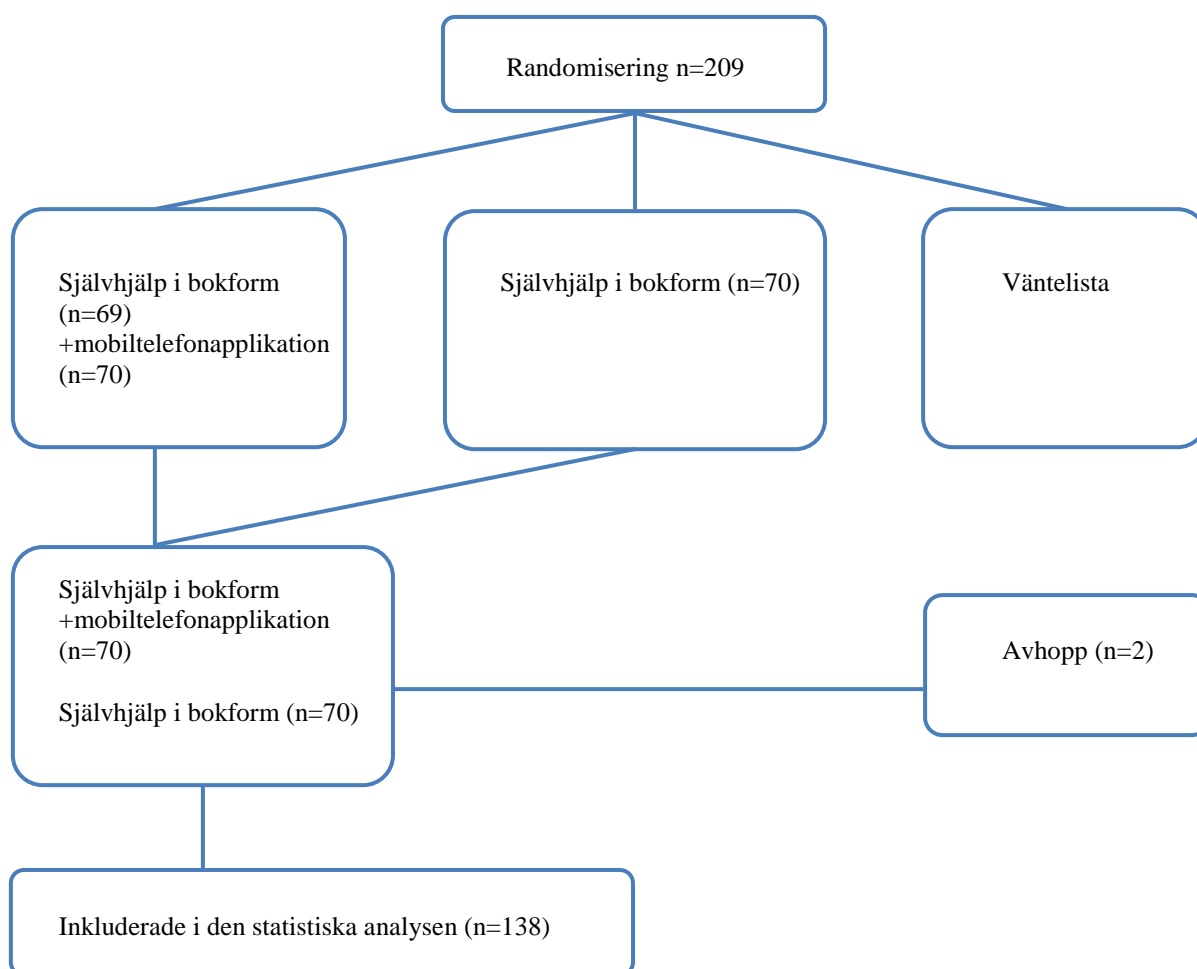 Randomisering n=209
Självhjälp i bokform
(n=69)
+mobiltelefonapplikation
(n=70)
Självhjälp i bokform (n=70)
Väntelista
Självhjälp i bokform
+mobiltelefonapplikation
(n=70)
Självhjälp i bokform (n=70)
Avhopp (n=2)
Inkluderade i den statistiska analysen (n=138)